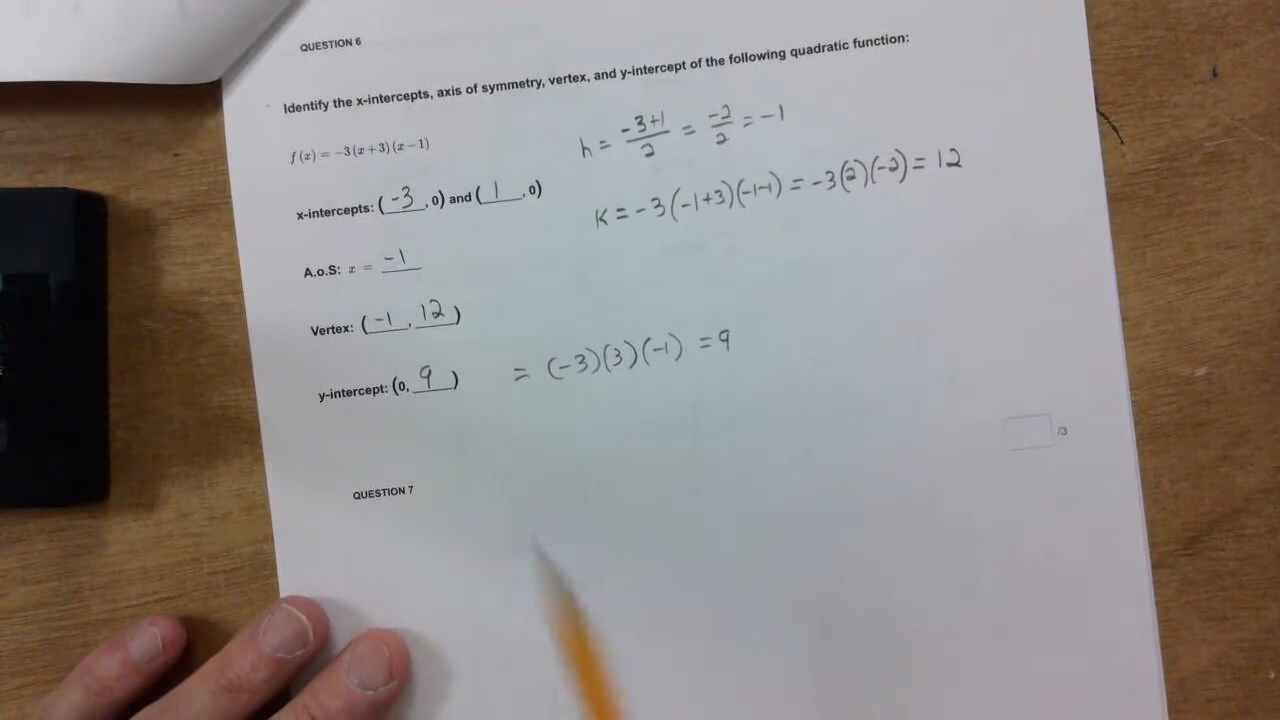 QUESTION 6
Identify the x-intercepts, axis of symmetry, vertex, and y-intercept of the following quadratic function:
f(x) = -3(x+3)(x-1)
h = \frac{-3+1}{2} = \frac{-2}{2} = -1
x-intercepts: (-3, 0) and (1, 0)
K = -3(-1+3)(-1-1) = -3(2)(-2) = 12
A.o.S: x = -1
Vertex: (-1, 12)
y-intercept: (0, 9) = (-3)(3)(-1) = 9
/3
QUESTION 7